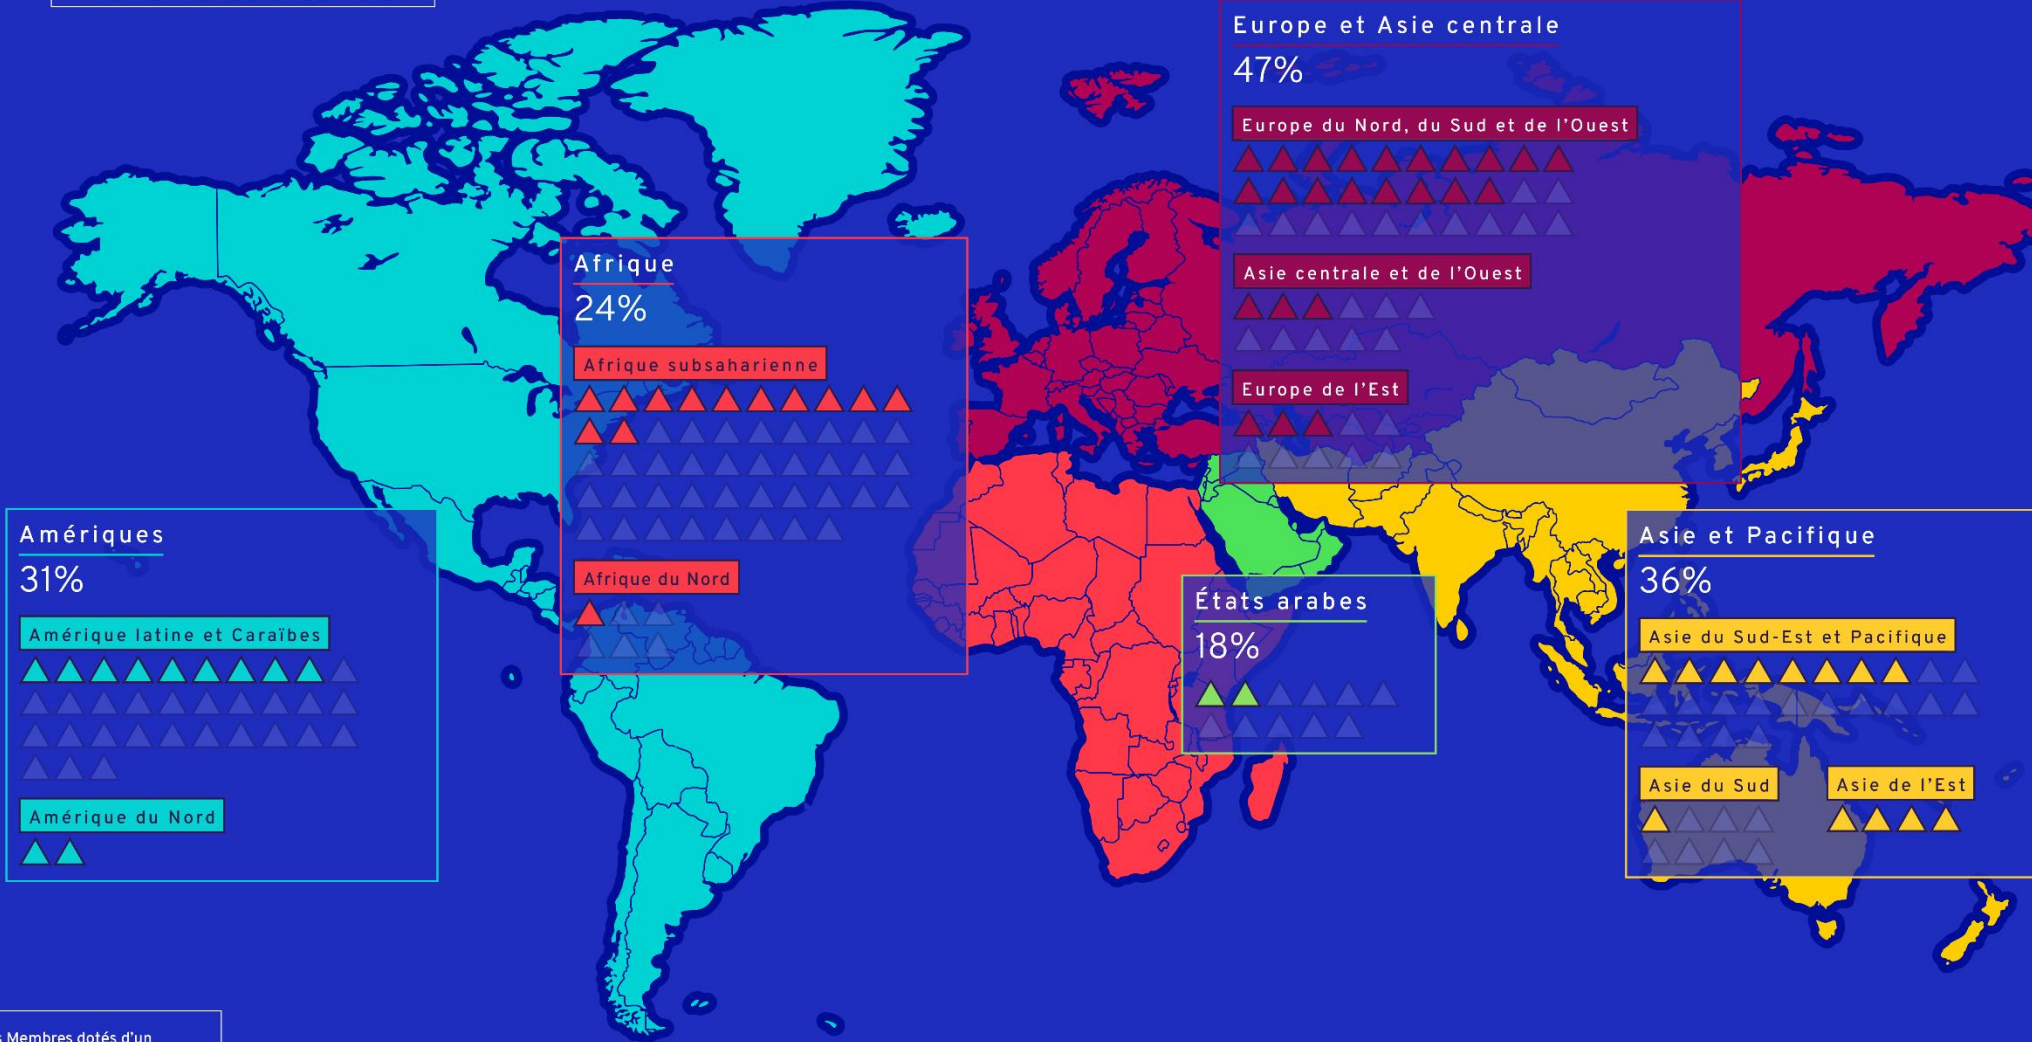 Europe et Asie centrale
47%
Europe du Nord, du Sud et de l'Ouest
Asie centrale et de l'Ouest
Europe de l'Est
Afrique
24%
Afrique subsaharienne
Afrique du Nord
Amériques
31%
Amérique latine et Caraïbes
Amérique du Nord
États arabes
18%
Asie et Pacifique
36%
Asie du Sud-Est et Pacifique
Asie du Sud
Asie de l'Est
s Membres dotés d'un